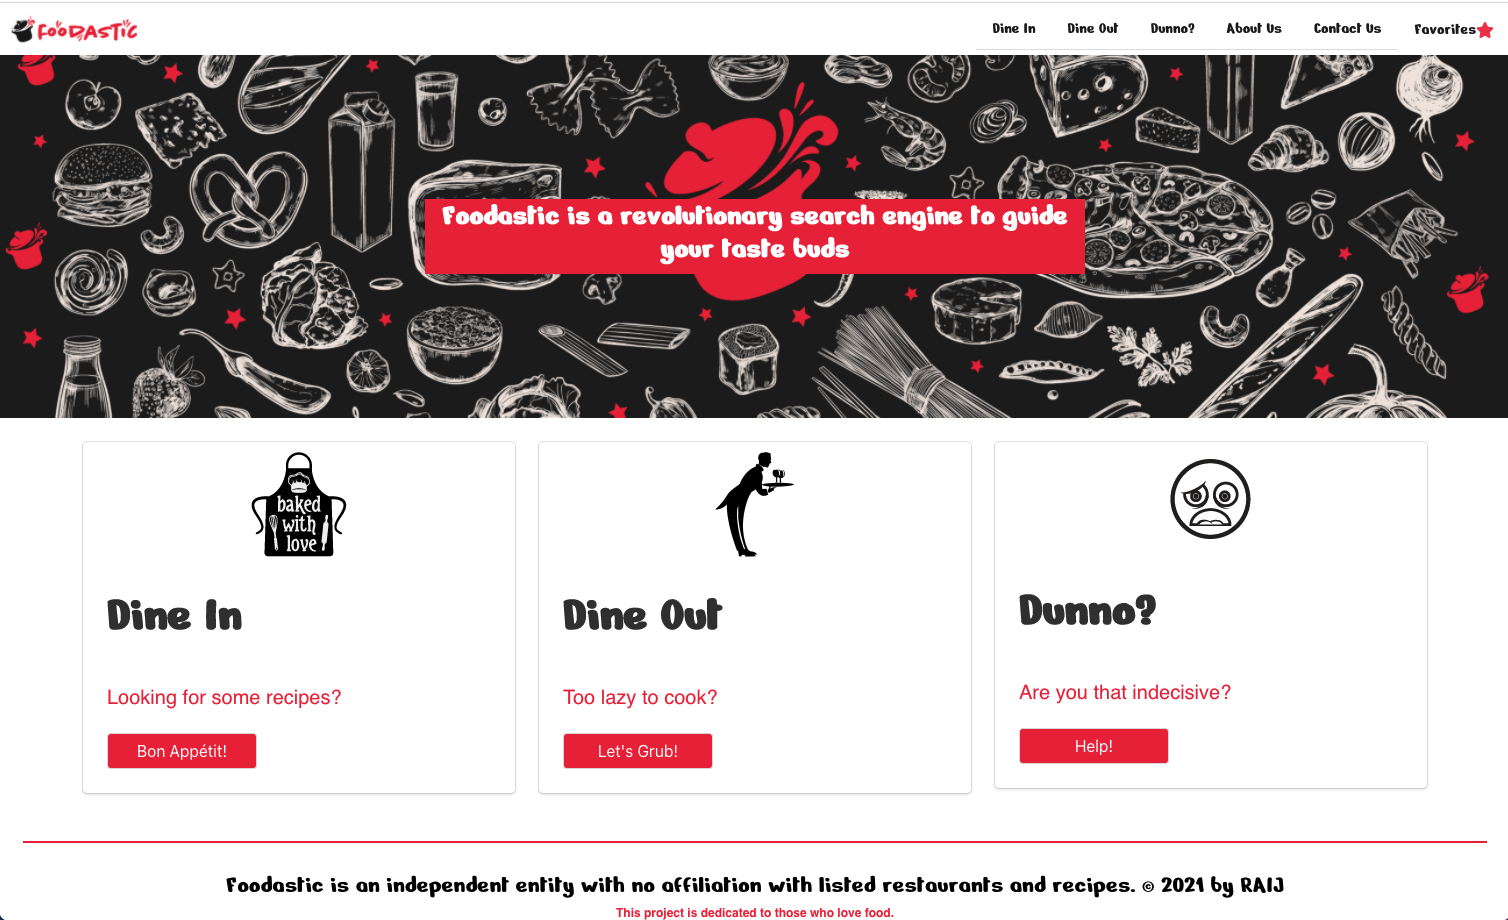 FOODASTIC
Dine In Dine Out Dunno? About Us Contact Us Favorites
Foodastic is a revolutionary search engine to guide
your taste buds
baked
with
love
Dine In
Looking for some recipes?
Bon Appétit!
Dine Out
Too lazy to cook?
Let's Grub!
Dunno?
Are you that indecisive?
Help!
Foodastic is an independent entity with no affiliation with listed restaurants and recipes. © 2021 by RAIJ
This project is dedicated to those who love food.